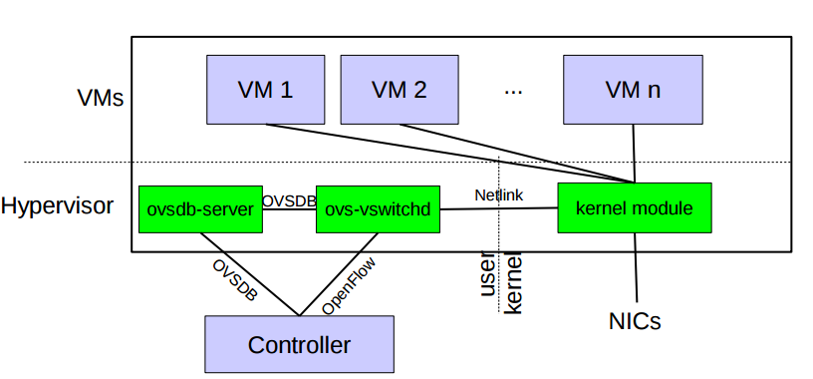 VMs
VM 1
VM 2
...
VM n
Hypervisor
ovsdb-server
OVSDB
ovs-vswitchd
Netlink
kernel module
OVSDB
OpenFlow
user
kernel
NICs
Controller